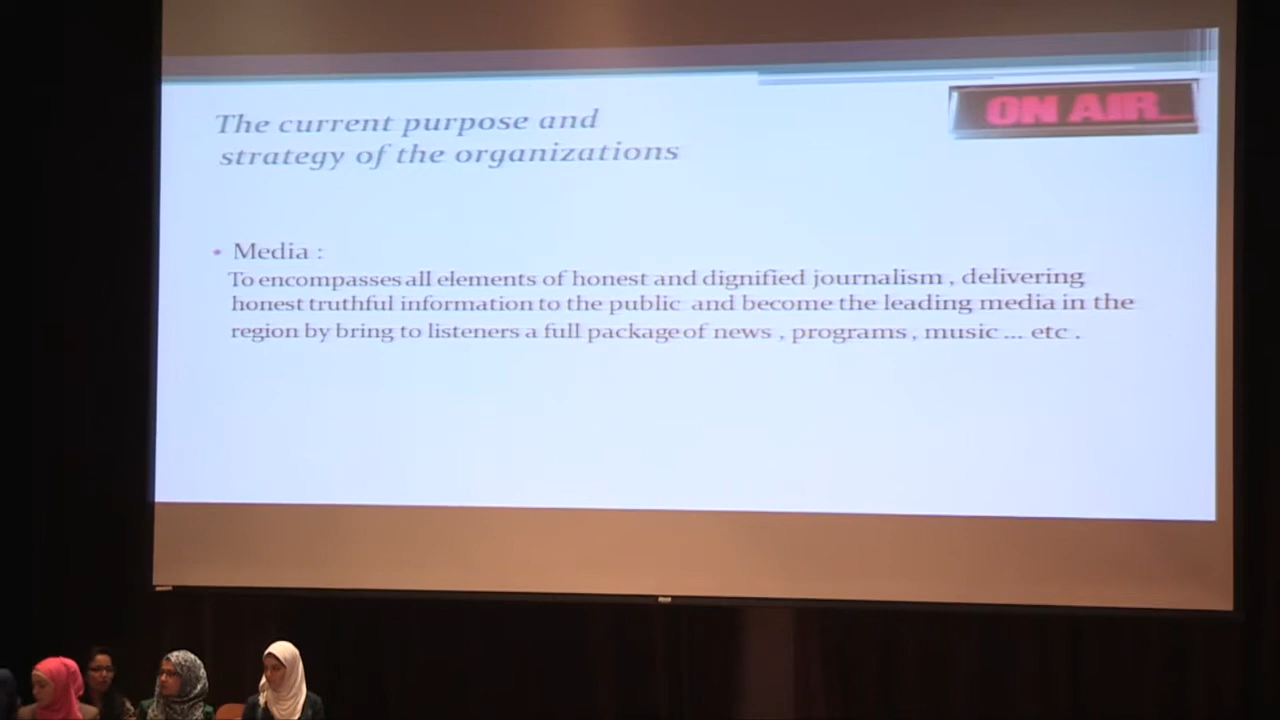 The current purpose and
strategy of the organizations
ON AIR
• Media :
To encompasses all elements of honest and dignified journalism , delivering
honest truthful information to the public and become the leading media in the
region by bring to listeners a full package of news , programs , music ... etc .